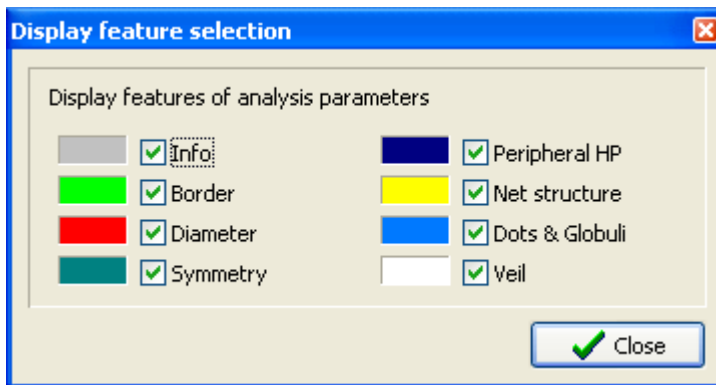 Display feature selection
Display features of analysis parameters
Info
Border
Diameter
Symmetry
Peripheral HP
Net structure
Dots & Globuli
Veil
Close